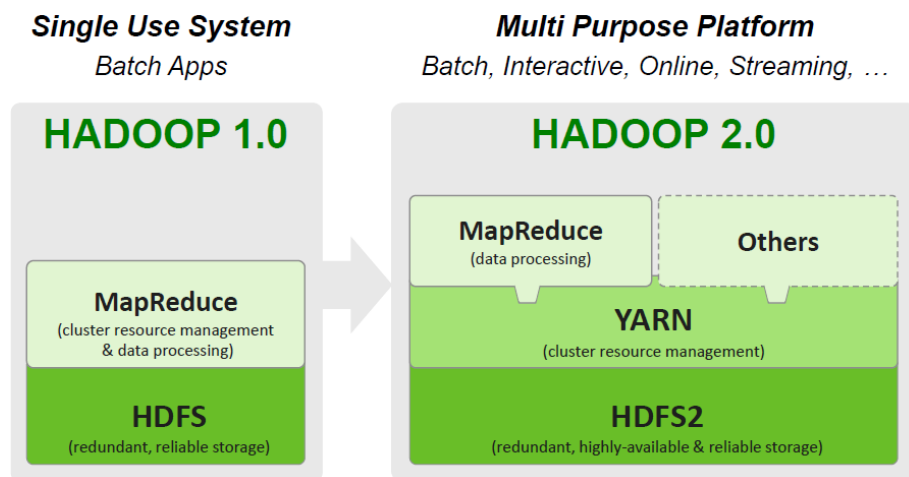 Single Use System
Batch Apps
HADOOP 1.0
MapReduce
(cluster resource management
& data processing)
HDFS
(redundant, reliable storage)
Multi Purpose Platform
Batch, Interactive, Online, Streaming, …
HADOOP 2.0
MapReduce
(data processing)
Others
YARN
(cluster resource management)
HDFS2
(redundant, highly-available & reliable storage)